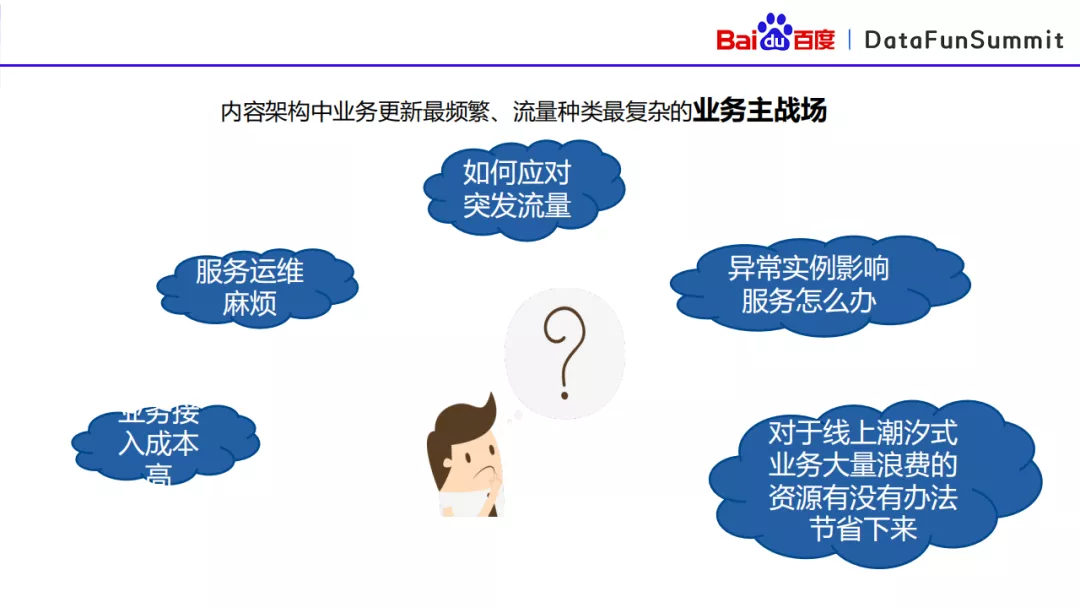 Baidu百度 | DataFunSummit
内容架构中业务更新最频繁、流量种类最复杂的业务主战场
如何应对
突发流量
服务运维
麻烦
异常实例影响
服务怎么办
?
业务接
入成本
高
对于线上潮汐式
业务大量浪费的
资源有没有办法
节省下来